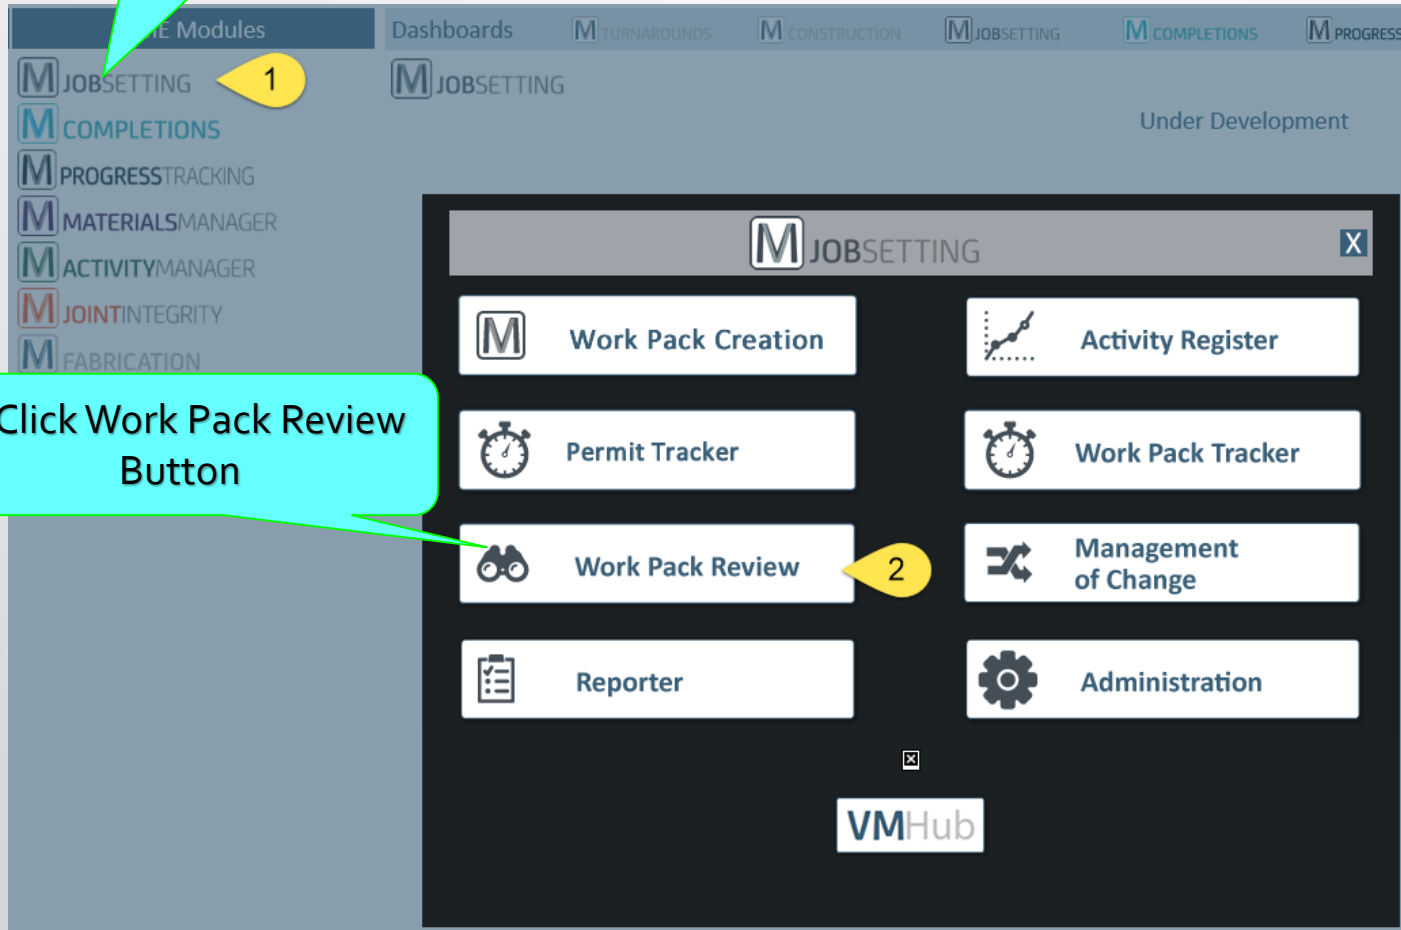 E Modules
Dashboards
M TURNAROUNDS
M CONSTRUCTION
M JOBSETTING
M COMPLETIONS
M PROGRESS
M JOBSETTING
1
M COMPLETIONS
M PROGRESSTRACKING
M MATERIALSMANAGER
M ACTIVITYMANAGER
M JOINTINTEGRITY
M FABRICATION
M JOBSETTING
Under Development
Click Work Pack Review
Button
M JOBSETTING
X
M Work Pack Creation
Activity Register
Permit Tracker
Work Pack Tracker
Work Pack Review
2
Management
of Change
Reporter
Administration
VMHub